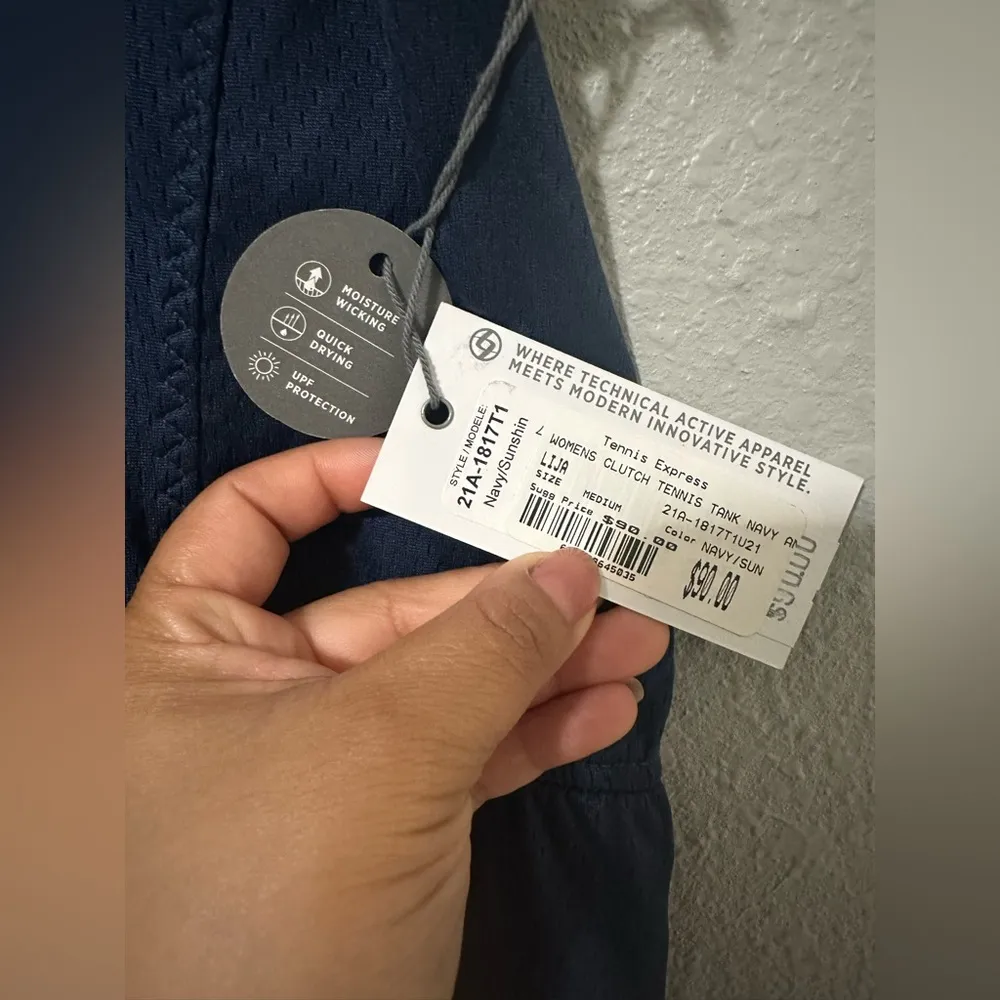 MOISTURE
WICKING
QUICK
DRYING
UPF
PROTECTION
WHERE TECHNICAL ACTIVE APPAREL
MEETS MODERN INNOVATIVE STYLE.
STYLE / MODELE:
21A-1817T1
Navy/Sunshin
Tennis Express
WOMENS CLUTCH TENNIS TANK NAVY
LIJA
SIZE MEDIUM
21A-1817T1U21
Sugg Price $90.00
Color NAVY/SUN
$90.00